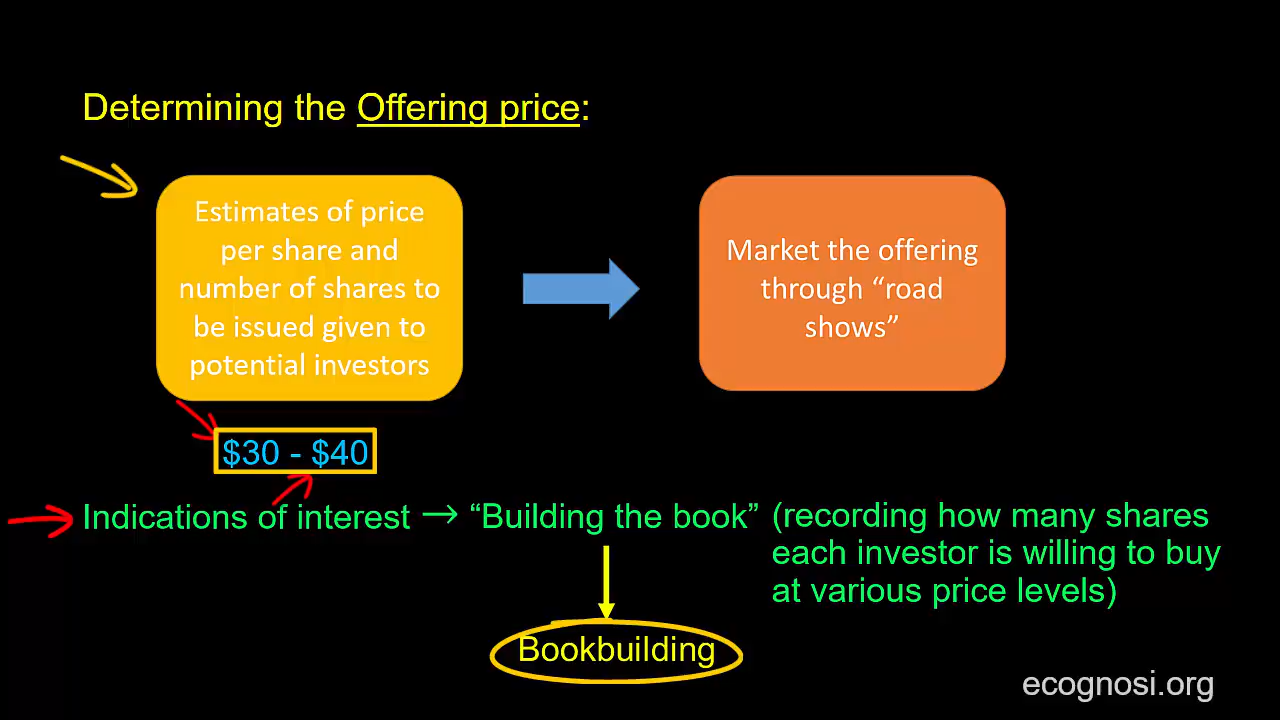 Determining the Offering price:
Estimates of price
per share and
number of shares to
be issued given to
potential investors
Market the offering
through “road
shows”
$30 - $40
Indications of interest → “Building the book” (recording how many shares
each investor is willing to buy
at various price levels)
Bookbuilding
ecognosi.org